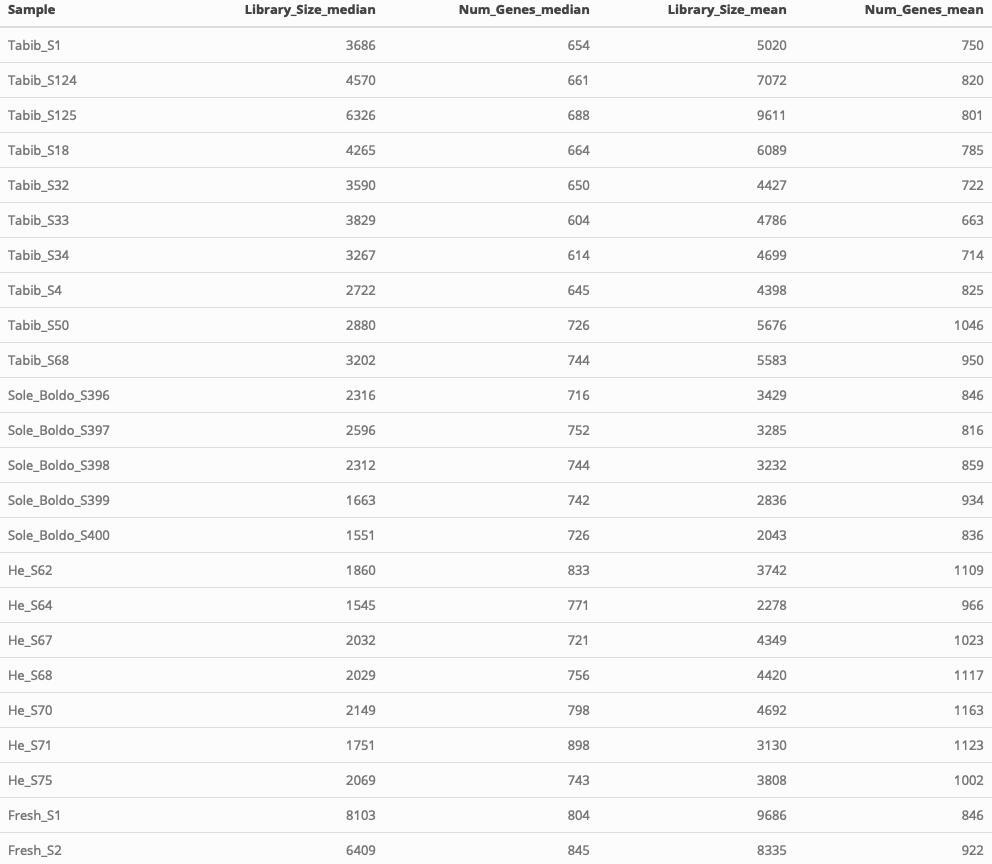 Sample Library_Size_median Num_Genes_median Library_Size_mean Num_Genes_mean
Tabib_S1 3686 654 5020 750
Tabib_S124 4570 661 7072 820
Tabib_S125 6326 688 9611 801
Tabib_S18 4265 664 6089 785
Tabib_S32 3590 650 4427 722
Tabib_S33 3829 604 4786 663
Tabib_S34 3267 614 4699 714
Tabib_S4 2722 645 4398 825
Tabib_S50 2880 726 5676 1046
Tabib_S68 3202 744 5583 950
Sole_Boldo_S396 2316 716 3429 846
Sole_Boldo_S397 2596 752 3285 816
Sole_Boldo_S398 2312 744 3232 859
Sole_Boldo_S399 1663 742 2836 934
Sole_Boldo_S400 1551 726 2043 836
He_S62 1860 833 3742 1109
He_S64 1545 771 2278 966
He_S67 2032 721 4349 1023
He_S68 2029 756 4420 1117
He_S70 2149 798 4692 1163
He_S71 1751 898 3130 1123
He_S75 2069 743 3808 1002
Fresh_S1 8103 804 9686 846
Fresh_S2 6409 845 8335 922